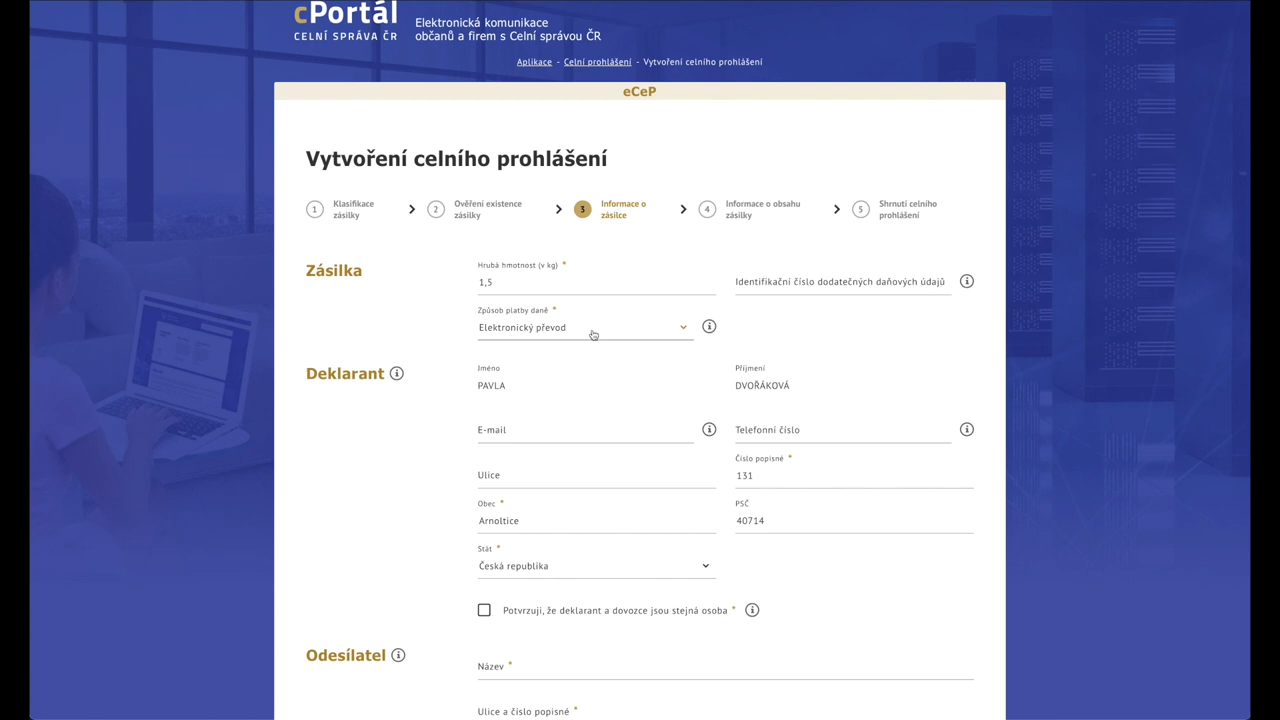 cPortál
CELNÍ SPRÁVA ČR
Elektronická komunikace
občanů a firem s Celní správou ČR
Aplikace - Celní prohlášení - Vytvoření celního prohlášení
eCeP
Vytvoření celního prohlášení
1 Klasifikace zásilky
2 Ověření existence zásilky
3 Informace o zásilce
4 Informace o obsahu zásilky
5 Shrnutí celního prohlášení
Zásilka
Hrubá hmotnost (v kg) *
1,5
Identifikační číslo dodatečných daňových údajů
Způsob platby daně *
Elektronický převod
Deklarant
Jméno
PAVLA
Příjmení
DVOŘÁKOVÁ
E-mail
Telefonní číslo
Ulice
Číslo popisné *
131
Obec *
Arnoltice
PSČ
40714
Stát *
Česká republika
Potvrzuji, že deklarant a dovozce jsou stejná osoba *
Odesílatel
Název *
Ulice a číslo popisné *